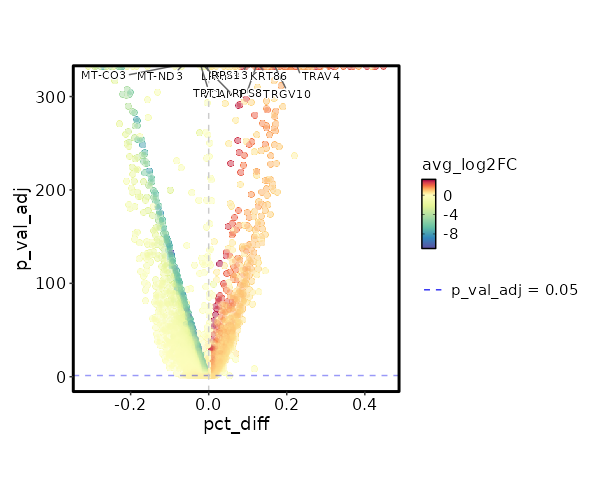 MT-CO3 MT-ND3 RPS13 KRT86 TRAV4
TPT1 RPS8 TRGV10
300
200
100
0
p_val_adj
-0.2 0.0 0.2 0.4
pct_diff
avg_log2FC
0
-4
-8
p_val_adj = 0.05